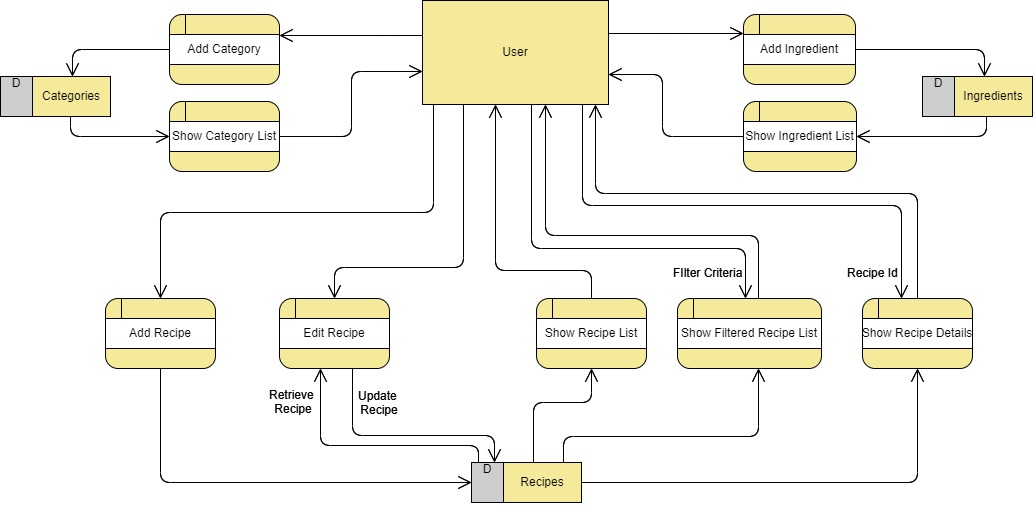 User
Add Category
Add Ingredient
D
Categories
D
Ingredients
Show Category List
Show Ingredient List
FIlter Criteria
Recipe Id
Add Recipe
Edit Recipe
Show Recipe List
Show Filtered Recipe List
Show Recipe Details
Retrieve
Recipe
Update
Recipe
D
Recipes